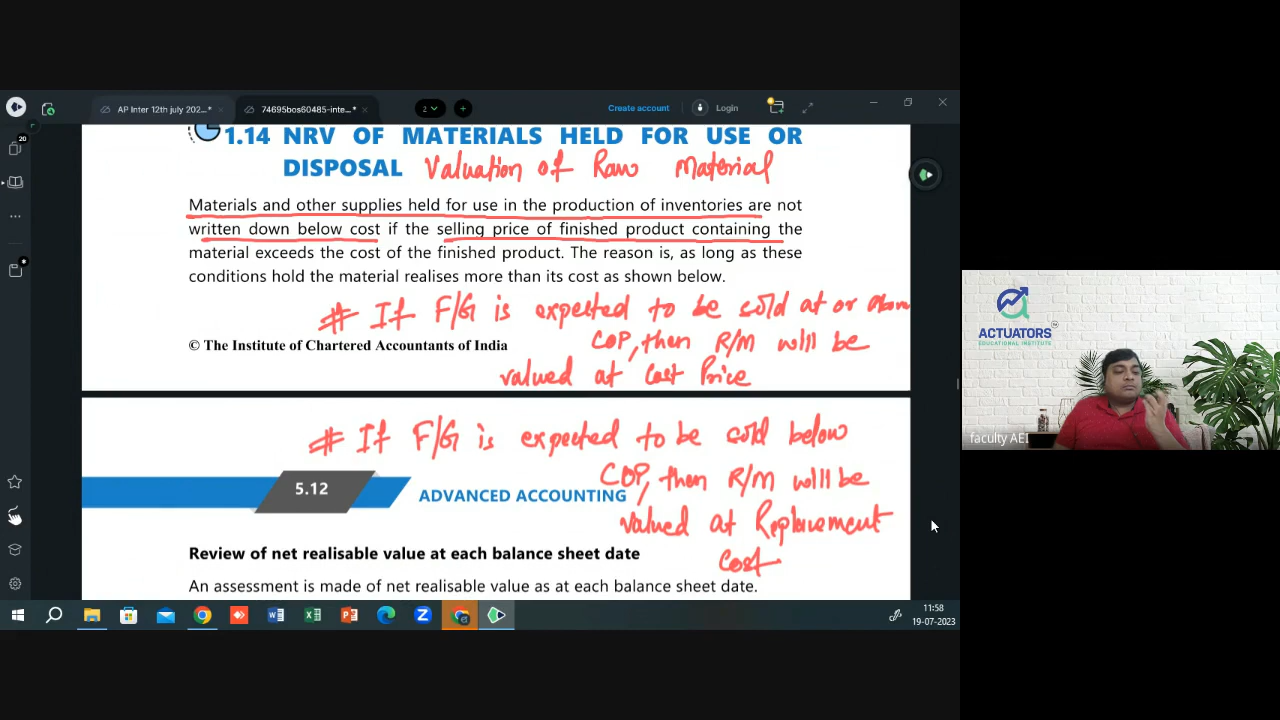 AP Inter 12th july 202...*
74695bos60485-inte...*
2
Create account
Login
20
1.14 NRV OF MATERIALS HELD FOR USE OR
DISPOSAL Valuation of Raw Material
Materials and other supplies held for use in the production of inventories are not
written down below cost if the selling price of finished product containing the
material exceeds the cost of the finished product. The reason is, as long as these
conditions hold the material realises more than its cost as shown below.
# If F/G is expected to be sold at or above
COP, then R/M will be
© The Institute of Chartered Accountants of India
valued at Cost Price
# If F/G is expected to be sold below
COP, then R/M will be
5.12
ADVANCED ACCOUNTING
valued at Replacement
Cost
Review of net realisable value at each balance sheet date
An assessment is made of net realisable value as at each balance sheet date.
ACTUATORS
EDUCATIONAL INSTITUTE
faculty AEI
11:58
19-07-2023